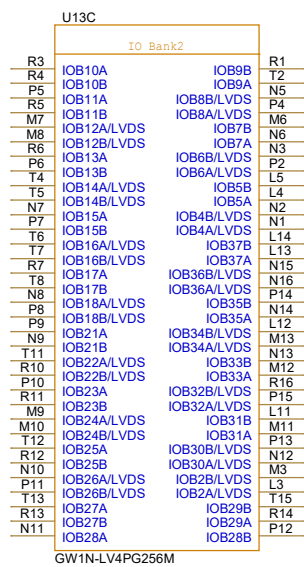 U13C
IO Bank2
R3 IOB10A IOB9B R1
R4 IOB10B IOB9A T2
P5 IOB11A IOB8B/LVDS N5
R5 IOB11B IOB8A/LVDS P4
M7 IOB12A/LVDS IOB7B M6
M8 IOB12B/LVDS IOB7A N6
R6 IOB13A IOB6B/LVDS N3
P6 IOB13B IOB6A/LVDS P2
T4 IOB14A/LVDS IOB5B L5
T5 IOB14B/LVDS IOB5A L4
N7 IOB15A IOB4B/LVDS N2
P7 IOB15B IOB4A/LVDS N1
T6 IOB16A/LVDS IOB37B L14
T7 IOB16B/LVDS IOB37A L13
R7 IOB17A IOB36B/LVDS N15
T8 IOB17B IOB36A/LVDS N16
N8 IOB18A/LVDS IOB35B P14
P8 IOB18B/LVDS IOB35A N14
P9 IOB21A IOB34B/LVDS L12
N9 IOB21B IOB34A/LVDS M13
T11 IOB22A/LVDS IOB33B N13
R10 IOB22B/LVDS IOB33A M12
P10 IOB23A IOB32B/LVDS R16
R11 IOB23B IOB32A/LVDS P15
M9 IOB24A/LVDS IOB31B L11
M10 IOB24B/LVDS IOB31A M11
T12 IOB25A IOB30B/LVDS P13
R12 IOB25B IOB30A/LVDS N12
N10 IOB26A/LVDS IOB2B/LVDS M3
P11 IOB26B/LVDS IOB2A/LVDS L3
T13 IOB27A IOB29B T15
R13 IOB27B IOB29A R14
N11 IOB28A IOB28B P12
GW1N-LV4PG256M